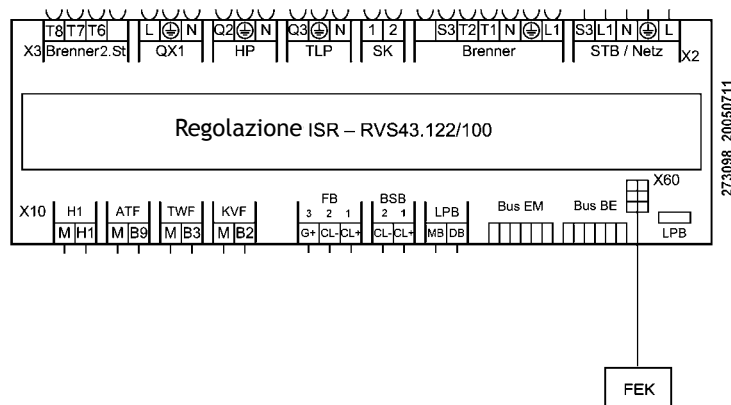 T8 T7 T6 L N Q2 N Q3 N 1 2 S3 T2 T1 N L1 S3 L1 N L
X3 Brenner2.St QX1 HP TLP SK Brenner STB / Netz X2
Regolazione ISR – RVS43.122/100
273098 20050711
X60
X10 H1 ATF TWF KVF FB BSB LPB Bus EM Bus BE
3 2 1 2 1
M H1 M B9 M B3 M B2 G+ CL- CL+ CL- CL+ MB DB LPB
FEK